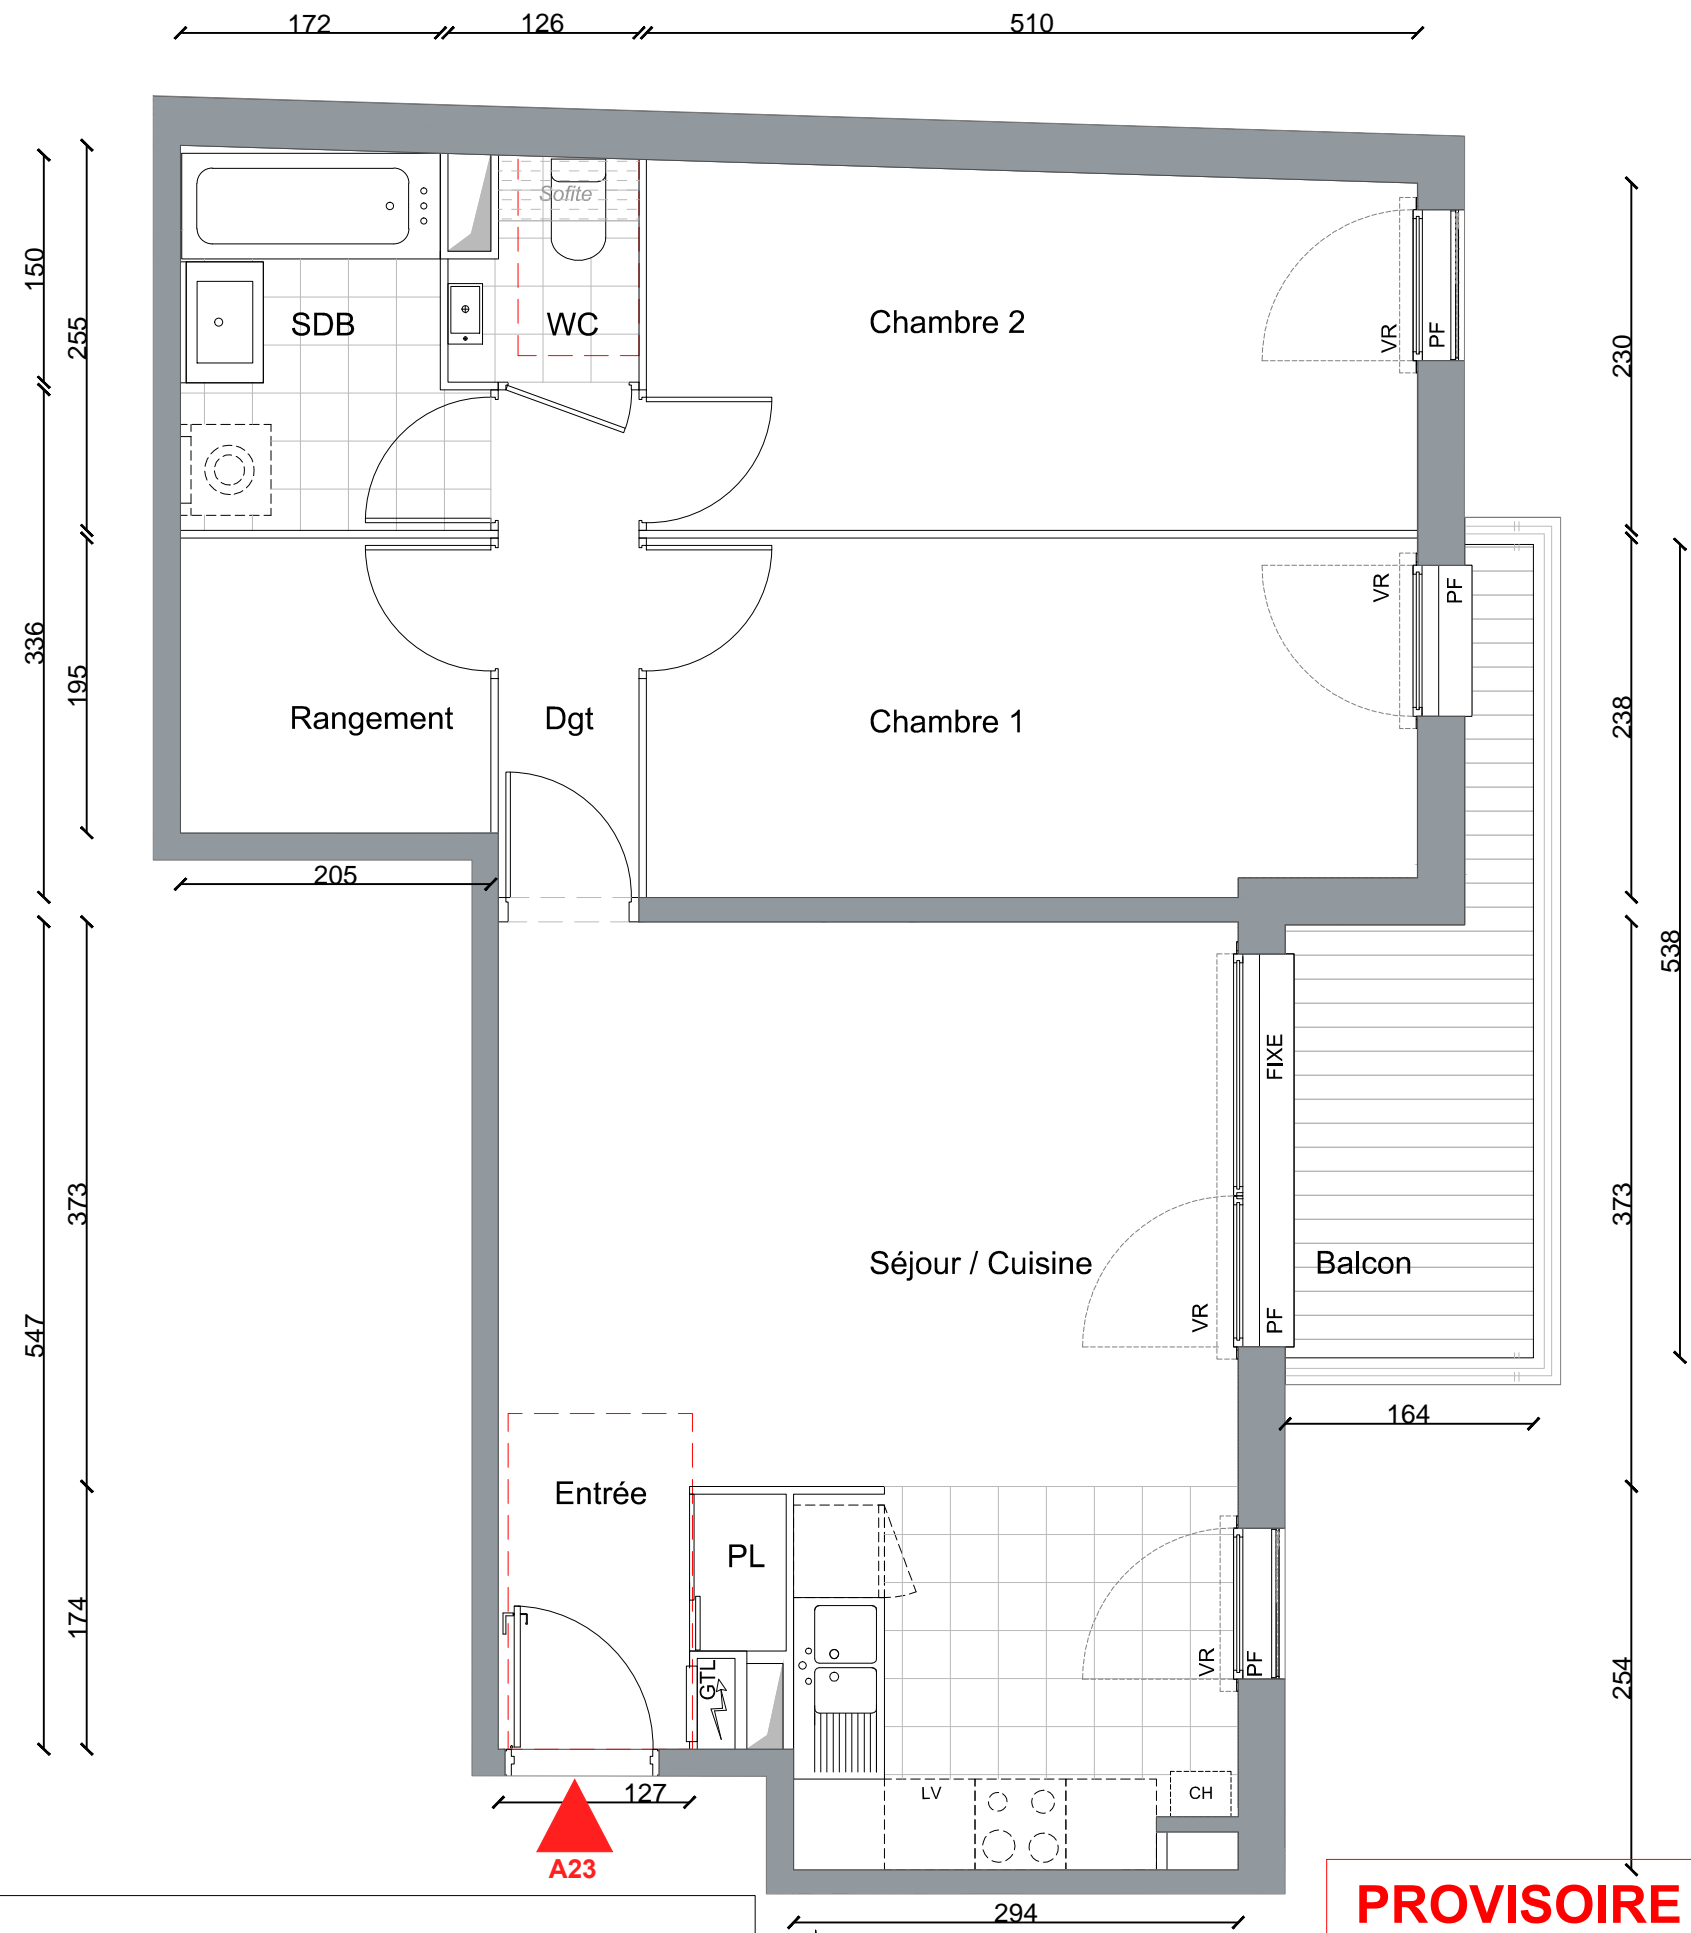 172
126
510
Sofite
150
255
SDB
WC
Chambre 2
VR
PF
230
336
195
Rangement
Dgt
Chambre 1
VR
PF
238
205
538
FIXE
373
373
Séjour / Cuisine
Balcon
VR
PF
547
164
Entrée
PL
174
GTL
VR
PF
254
LV
CH
127
A23
294
PROVISOIRE